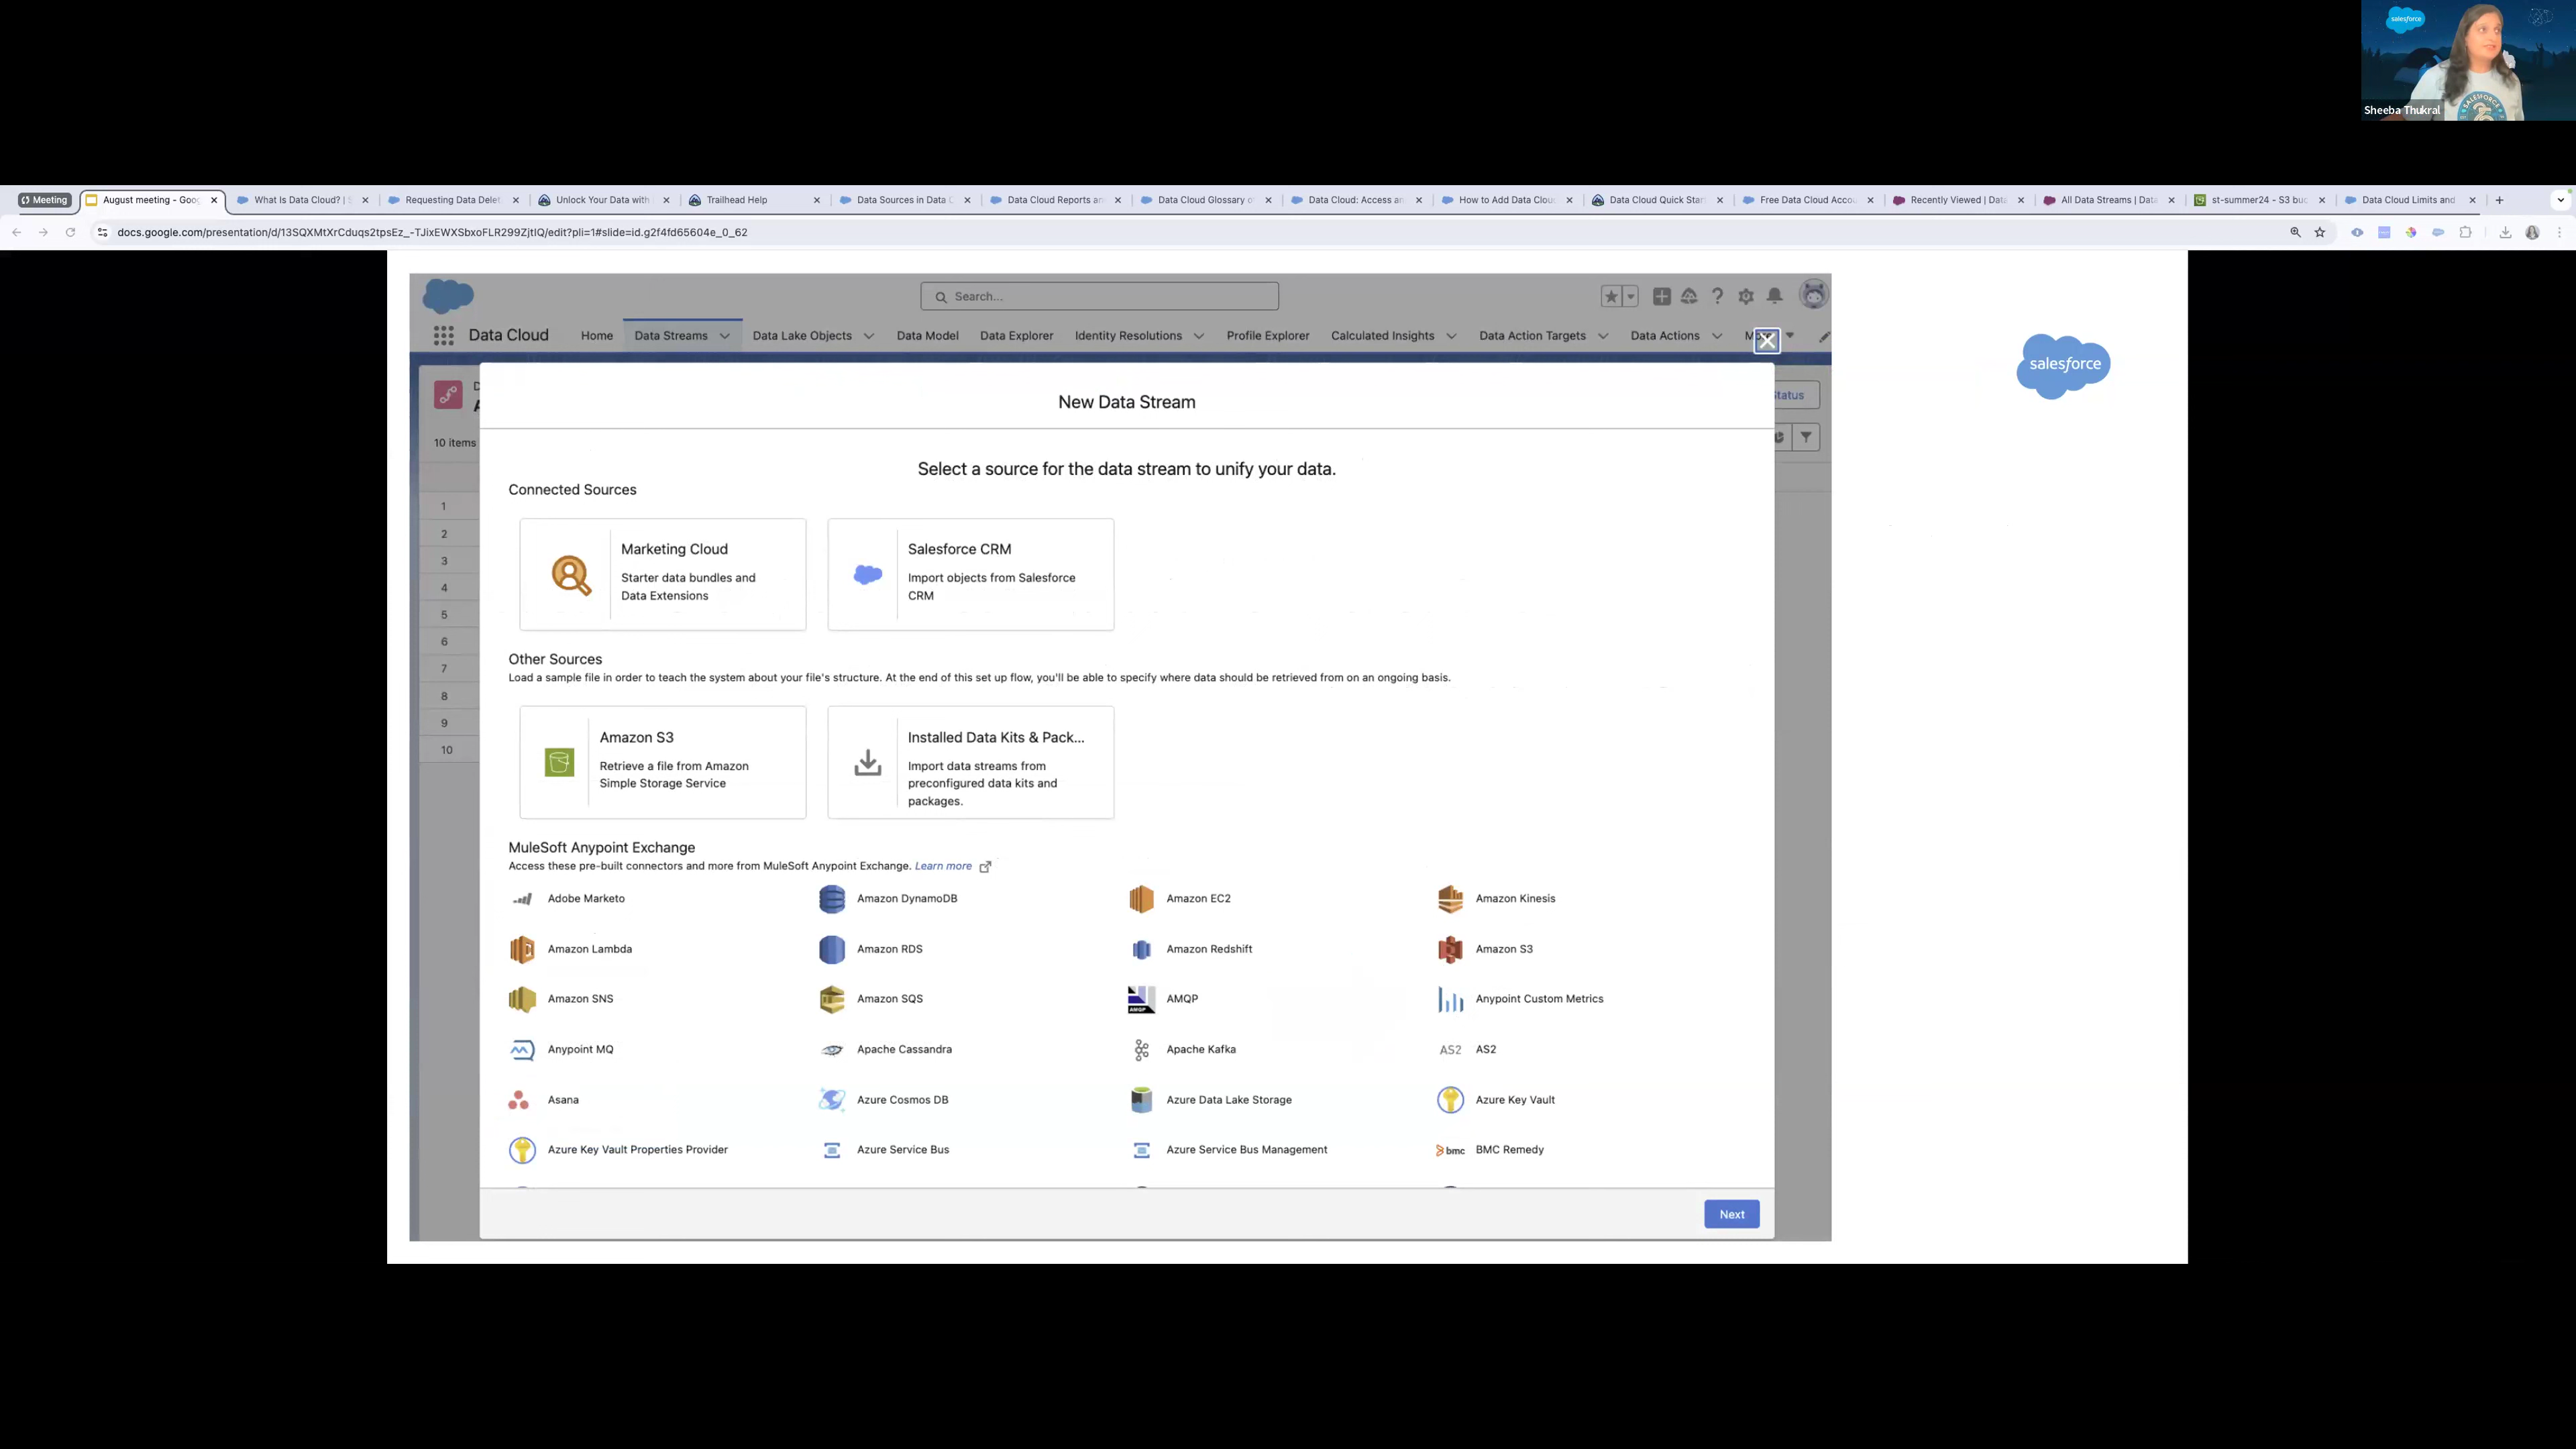 salesforce
Sheeba Thukral
Meeting
August meeting - Goog
What Is Data Cloud? |
Requesting Data Delet
Unlock Your Data with
Trailhead Help
Data Sources in Data C
Data Cloud Reports an
Data Cloud Glossary o
Data Cloud: Access an
How to Add Data Clou
Data Cloud Quick Star
Free Data Cloud Accou
Recently Viewed | Data
All Data Streams | Data
st-summer24 - S3 buc
Data Cloud Limits and
docs.google.com/presentation/d/13SQXMtXrCduqs2tpsEz_-TJixEWXSbxoFLR299ZjtIQ/edit?pli=1#slide=id.g2f4fd65604e_0_62
Search...
Data Cloud
Home
Data Streams
Data Lake Objects
Data Model
Data Explorer
Identity Resolutions
Profile Explorer
Calculated Insights
Data Action Targets
Data Actions
salesforce
New Data Stream
tatus
10 items
Select a source for the data stream to unify your data.
Connected Sources
1
2
3
4
5
6
7
8
9
10
Marketing Cloud
Starter data bundles and
Data Extensions
Salesforce CRM
Import objects from Salesforce
CRM
Other Sources
Load a sample file in order to teach the system about your file's structure. At the end of this set up flow, you'll be able to specify where data should be retrieved from on an ongoing basis.
Amazon S3
Retrieve a file from Amazon
Simple Storage Service
Installed Data Kits & Pack...
Import data streams from
preconfigured data kits and
packages.
MuleSoft Anypoint Exchange
Access these pre-built connectors and more from MuleSoft Anypoint Exchange. Learn more
Adobe Marketo
Amazon DynamoDB
Amazon EC2
Amazon Kinesis
Amazon Lambda
Amazon RDS
Amazon Redshift
Amazon S3
Amazon SNS
Amazon SQS
AMQP
AMQP
Anypoint Custom Metrics
Anypoint MQ
Apache Cassandra
Apache Kafka
AS2 AS2
Asana
Azure Cosmos DB
Azure Data Lake Storage
Azure Key Vault
Azure Key Vault Properties Provider
Azure Service Bus
Azure Service Bus Management
bmc BMC Remedy
Next